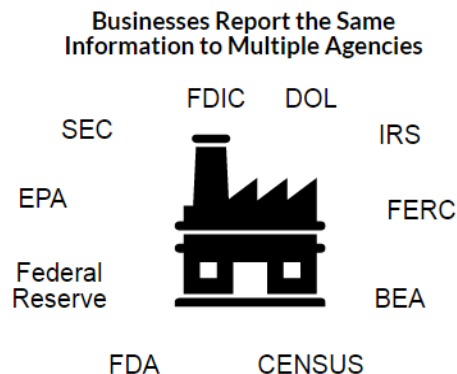 Businesses Report the Same
Information to Multiple Agencies
FDIC
DOL
SEC
IRS
EPA
FERC
Federal
Reserve
BEA
FDA
CENSUS